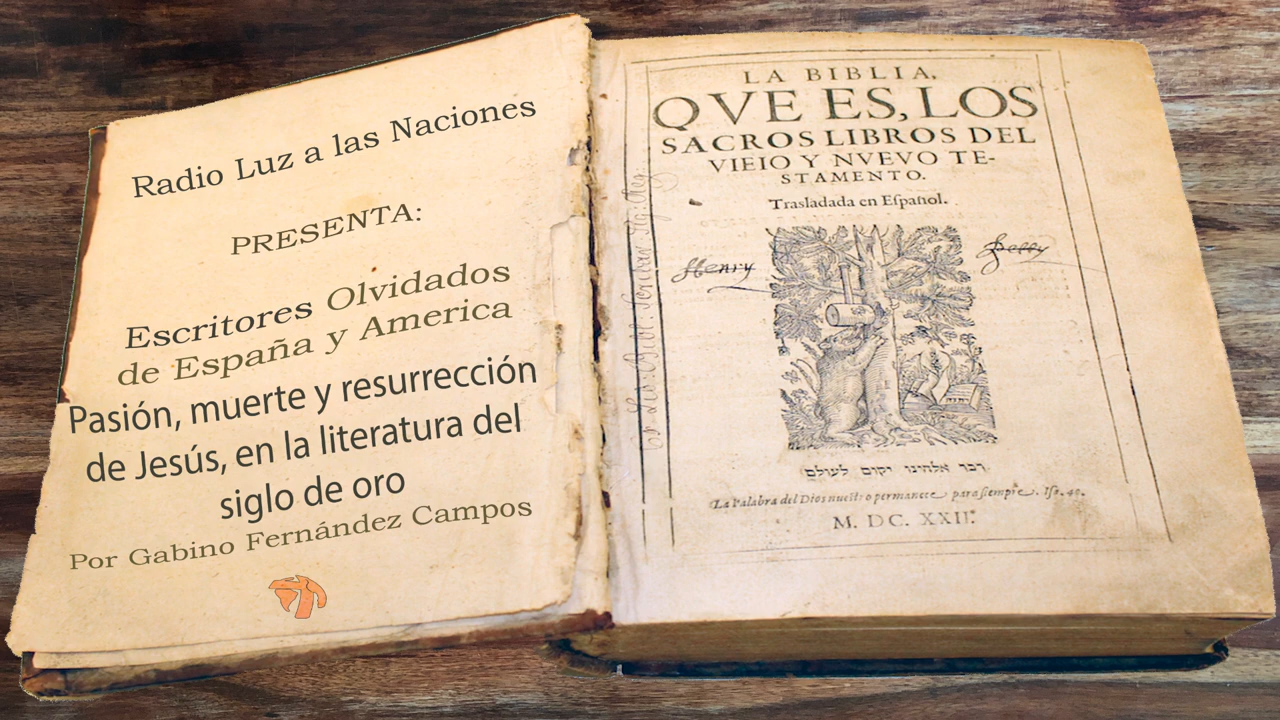 Radio Luz a las Naciones
PRESENTA:
Escritores Olvidados
de España y America
Pasión, muerte y resurrección
de Jesús, en la literatura del
siglo de oro
Por Gabino Fernández Campos
LA BIBLIA,
QVE ES, LOS
SACROS LIBROS DEL
VIEIO Y NVEVO TE-
STAMENTO.
Trasladada en Español.
Henry
דבר אלהינו יקום לעולם
La Palabra del Dios nuestro permanece para siempre. Isa. 40.
M. DC. XXII.